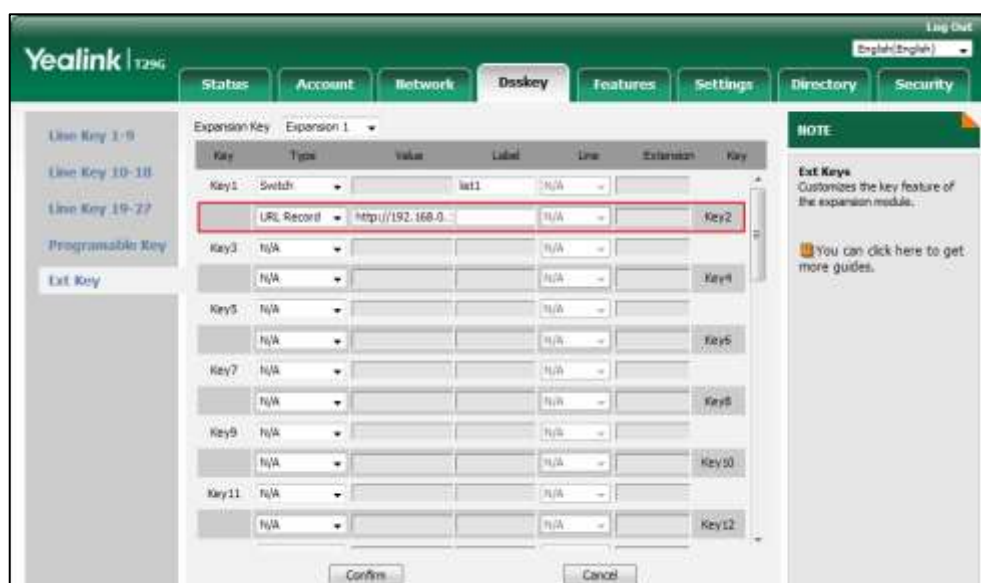 Log Out
Yealink T29G
English(English)
Status Account Network Dsskey Features Settings Directory Security
Line Key 1-9
Line Key 10-18
Line Key 19-27
Programable Key
Ext Key
Expansion Key Expansion 1
Key Type Value Label Line Extension Key
Key1 Switch list1 N/A
URL Record http://192.168.0.: Key2
Key3 N/A N/A
N/A N/A Key4
Key5 N/A N/A
N/A N/A Key6
Key7 N/A N/A
N/A N/A Key8
Key9 N/A N/A
N/A N/A Key10
Key11 N/A N/A
N/A N/A Key12
Confirm Cancel
NOTE
Ext Keys
Customizes the key feature of
the expansion module.
You can click here to get
more guides.